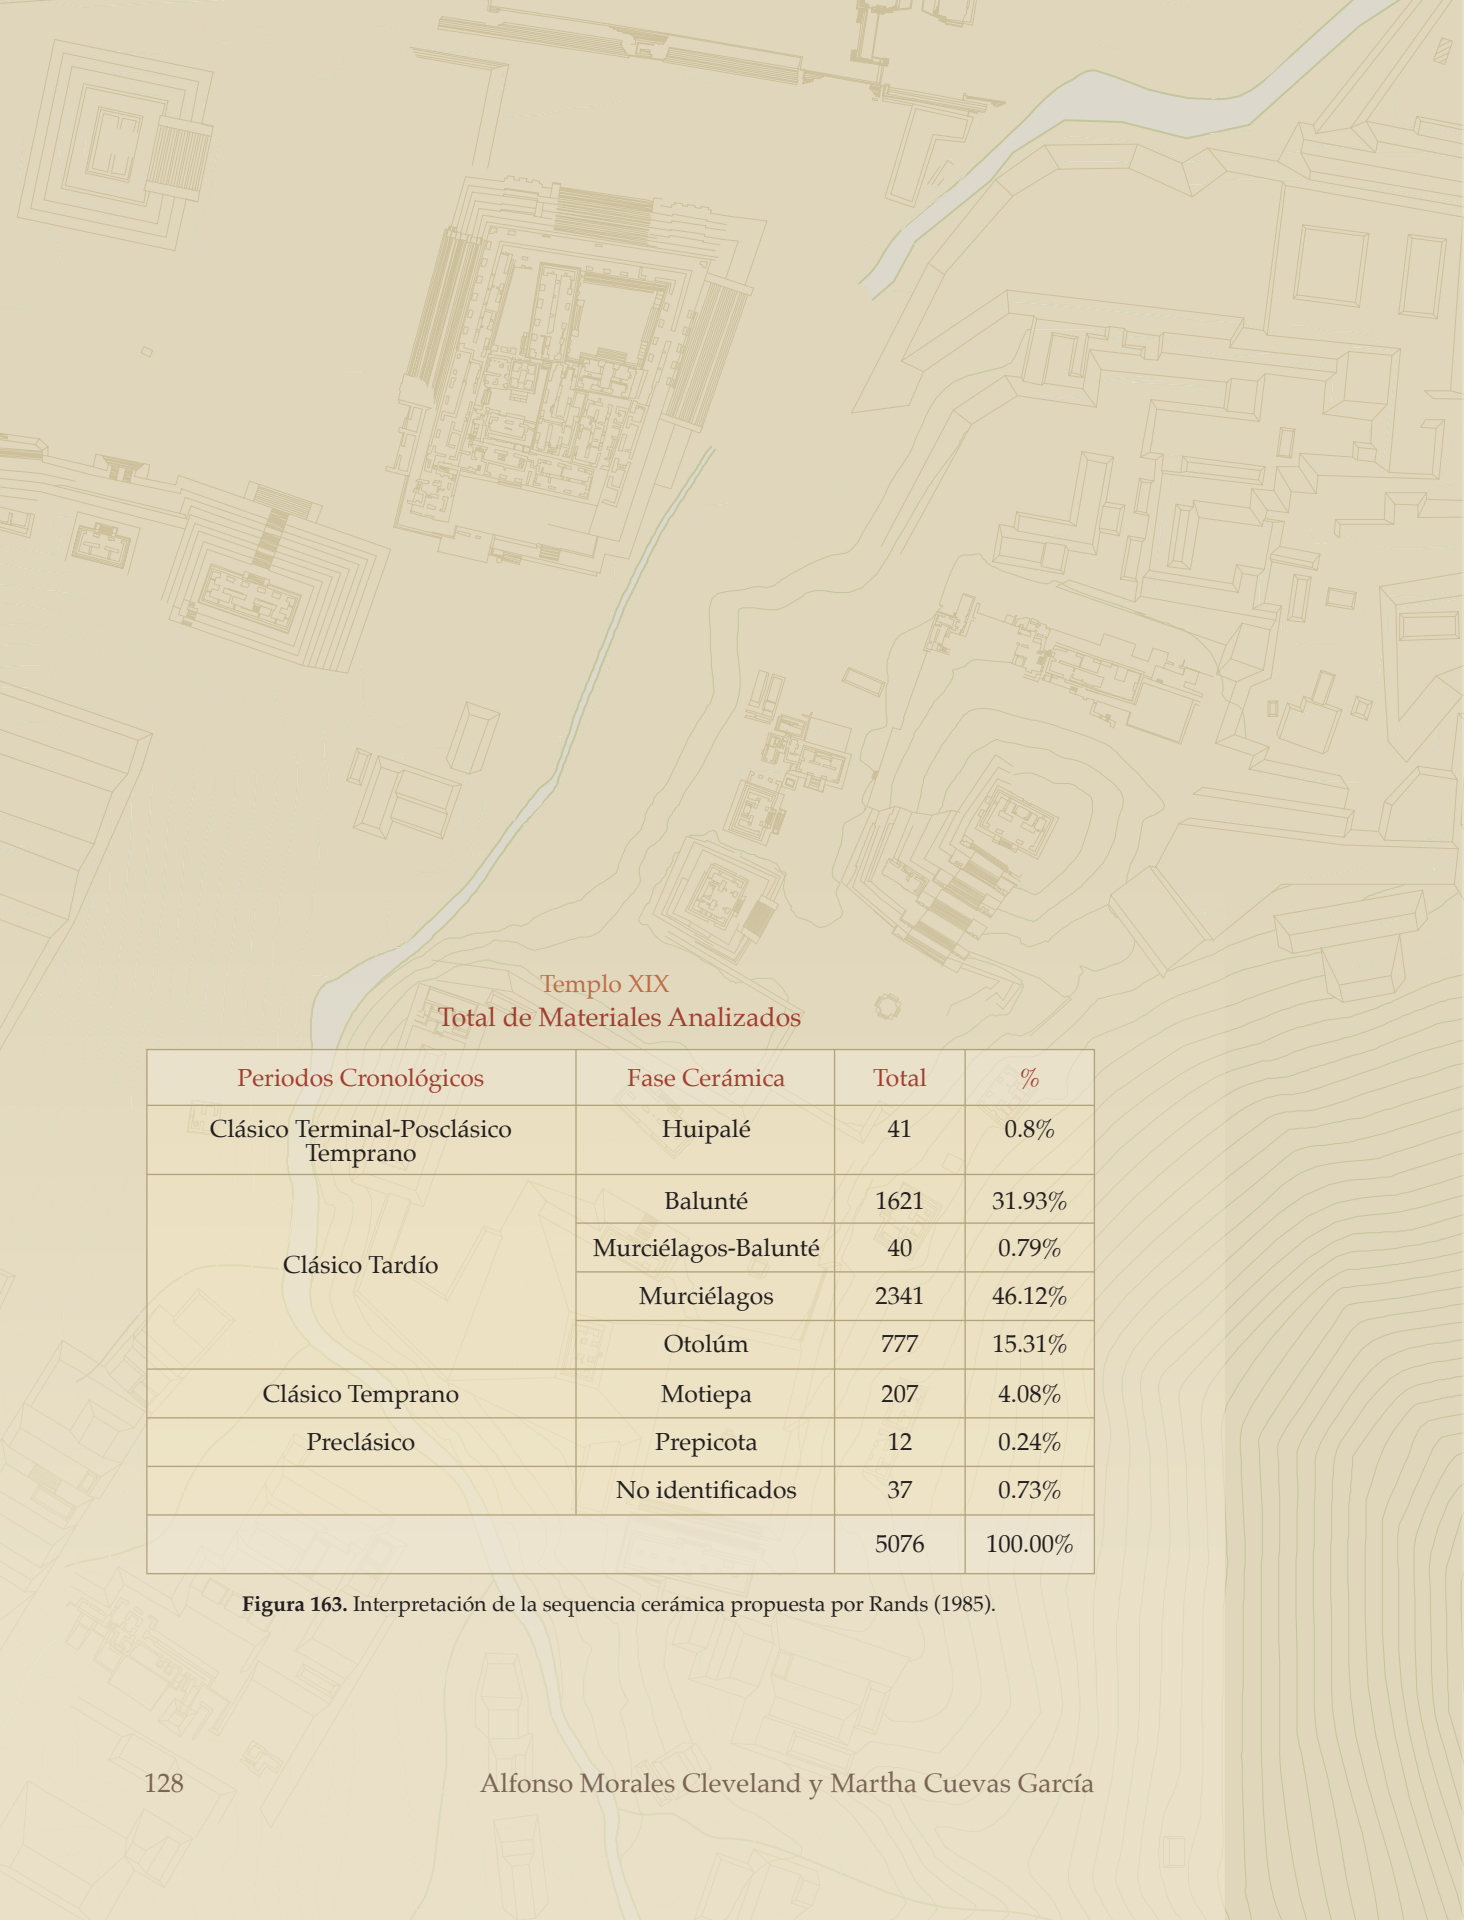 Templo XIX
Total de Materiales Analizados
Periodos Cronológicos Fase Cerámica Total %
Clásico Terminal-Posclásico Huipalé 41 0.8%
Temprano
Balunté 1621 31.93%
Murciélagos-Balunté 40 0.79%
Clásico Tardío
Murciélagos 2341 46.12%
Otolúm 777 15.31%
Clásico Temprano Motiepa 207 4.08%
Preclásico Prepicota 12 0.24%
No identificados 37 0.73%
5076 100.00%
Figura 163. Interpretación de la sequencia cerámica propuesta por Rands (1985).
128 Alfonso Morales Cleveland y Martha Cuevas García